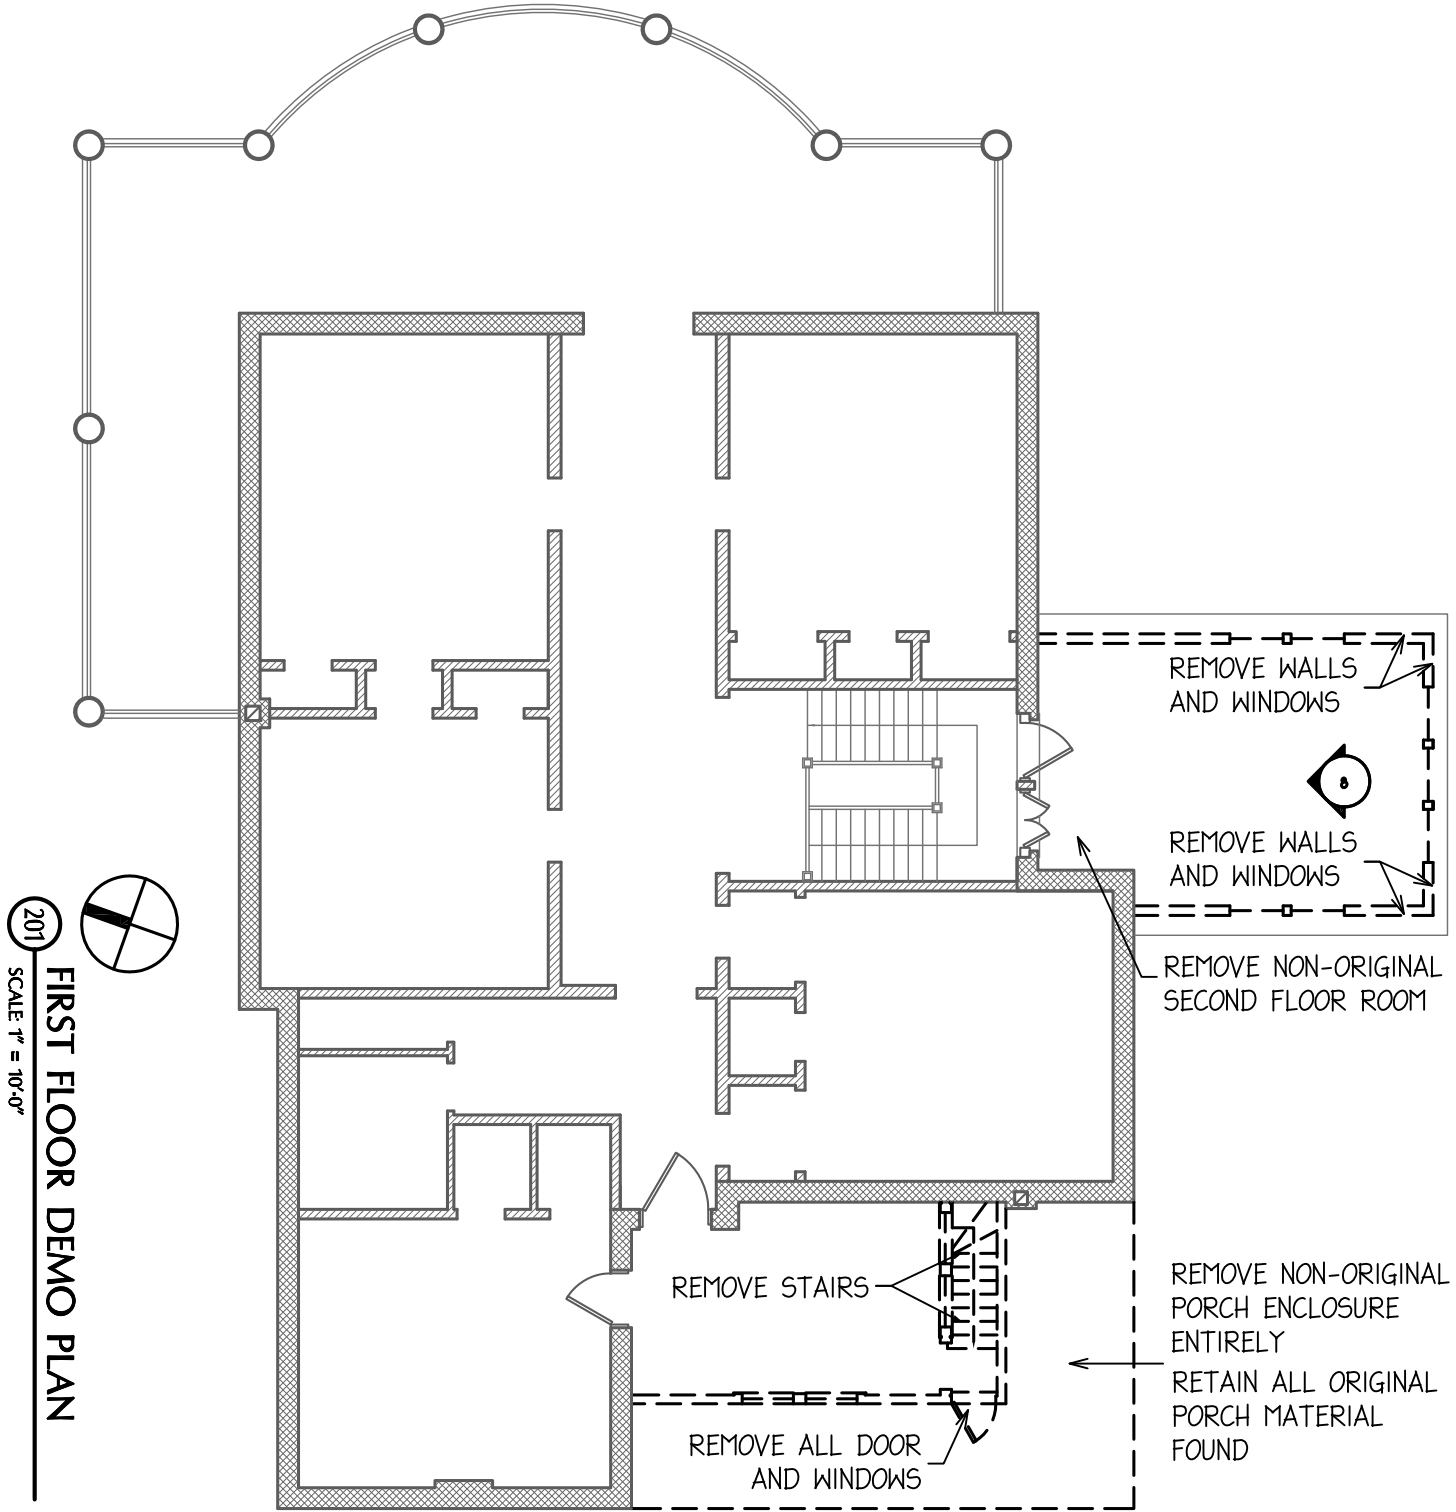 REMOVE WALLS
AND WINDOWS
8
REMOVE WALLS
AND WINDOWS
REMOVE NON-ORIGINAL
SECOND FLOOR ROOM
REMOVE STAIRS
REMOVE NON-ORIGINAL
PORCH ENCLOSURE
ENTIRELY
RETAIN ALL ORIGINAL
PORCH MATERIAL
FOUND
REMOVE ALL DOOR
AND WINDOWS
201
FIRST FLOOR DEMO PLAN
SCALE: 1" = 10'-0"